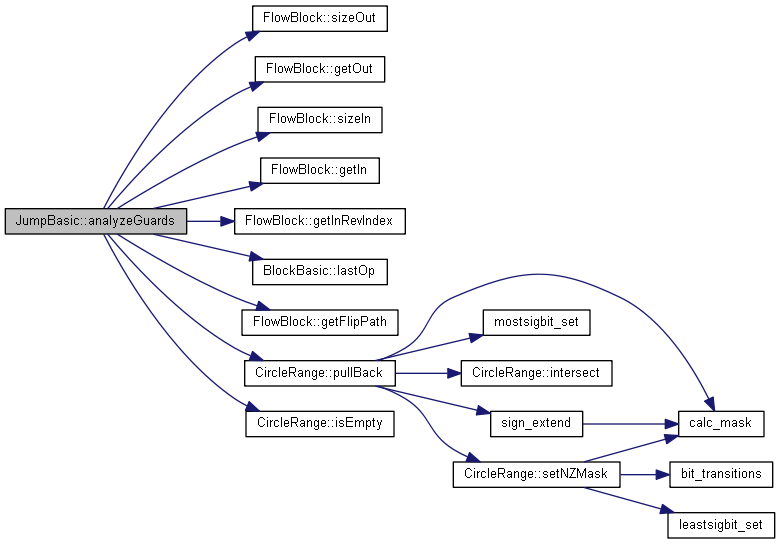 FlowBlock::sizeOut
FlowBlock::getOut
FlowBlock::sizeIn
FlowBlock::getIn
JumpBasic::analyzeGuards
FlowBlock::getInRevIndex
BlockBasic::lastOp
FlowBlock::getFlipPath
mostsigbit_set
CircleRange::pullBack
CircleRange::intersect
CircleRange::isEmpty
sign_extend
calc_mask
CircleRange::setNZMask
bit_transitions
leastsigbit_set